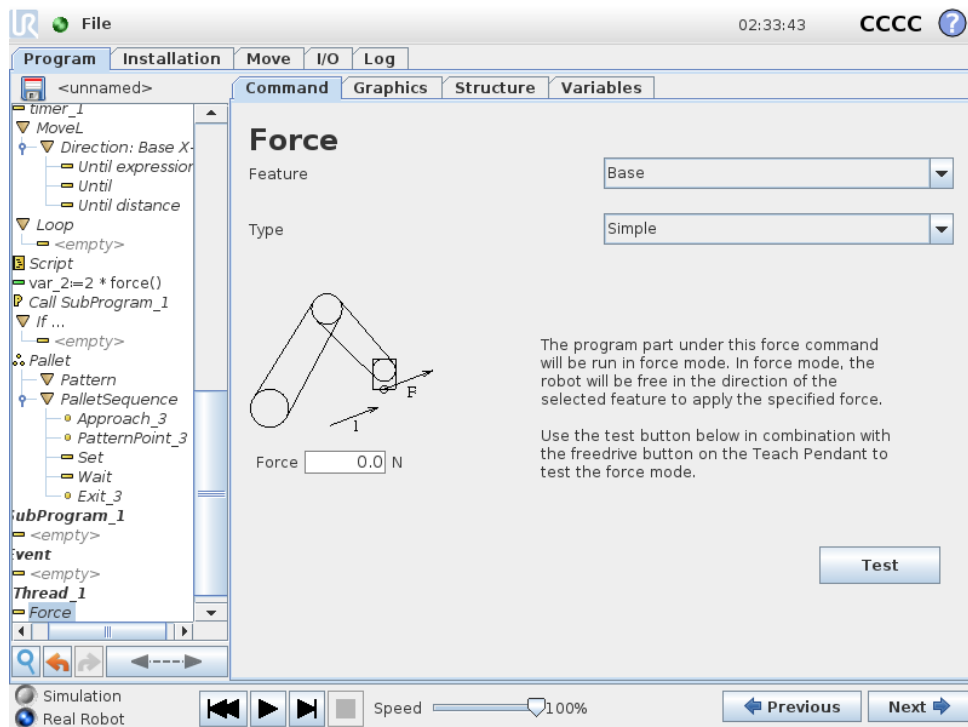 UR File 02:33:43 CCCC ?
Program Installation Move I/O Log
<unnamed>
Command Graphics Structure Variables
timer_1
MoveL
Direction: Base X-
Until expression
Until
Until distance
Loop
<empty>
Script
var_2:=2 * force()
Call SubProgram_1
If ...
<empty>
Pallet
Pattern
PalletSequence
Approach_3
PatternPoint_3
Set
Wait
Exit_3
SubProgram_1
<empty>
Event
<empty>
Thread_1
Force
Force
Feature
Base
Type
Simple
F
1
Force 0.0 N
The program part under this force command
will be run in force mode. In force mode, the
robot will be free in the direction of the
selected feature to apply the specified force.
Use the test button below in combination with
the freedrive button on the Teach Pendant to
test the force mode.
Test
Simulation
Real Robot
Speed 100%
Previous
Next